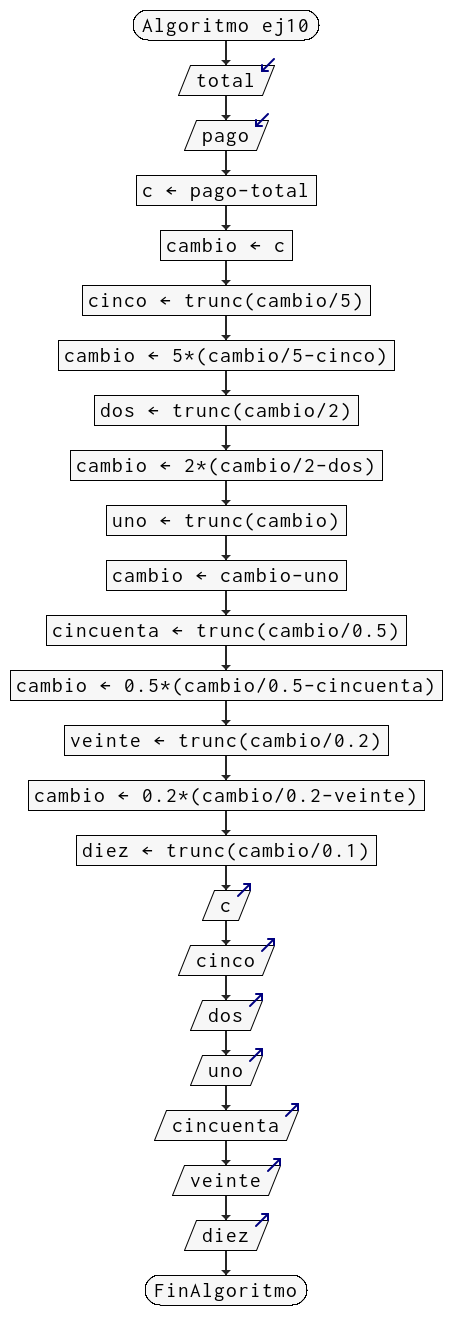 Algoritmo ej10
total
pago
c ← pago-total
cambio ← c
cinco ← trunc(cambio/5)
cambio ← 5*(cambio/5-cinco)
dos ← trunc(cambio/2)
cambio ← 2*(cambio/2-dos)
uno ← trunc(cambio)
cambio ← cambio-uno
cincuenta ← trunc(cambio/0.5)
cambio ← 0.5*(cambio/0.5-cincuenta)
veinte ← trunc(cambio/0.2)
cambio ← 0.2*(cambio/0.2-veinte)
diez ← trunc(cambio/0.1)
c
cinco
dos
uno
cincuenta
veinte
diez
FinAlgoritmo